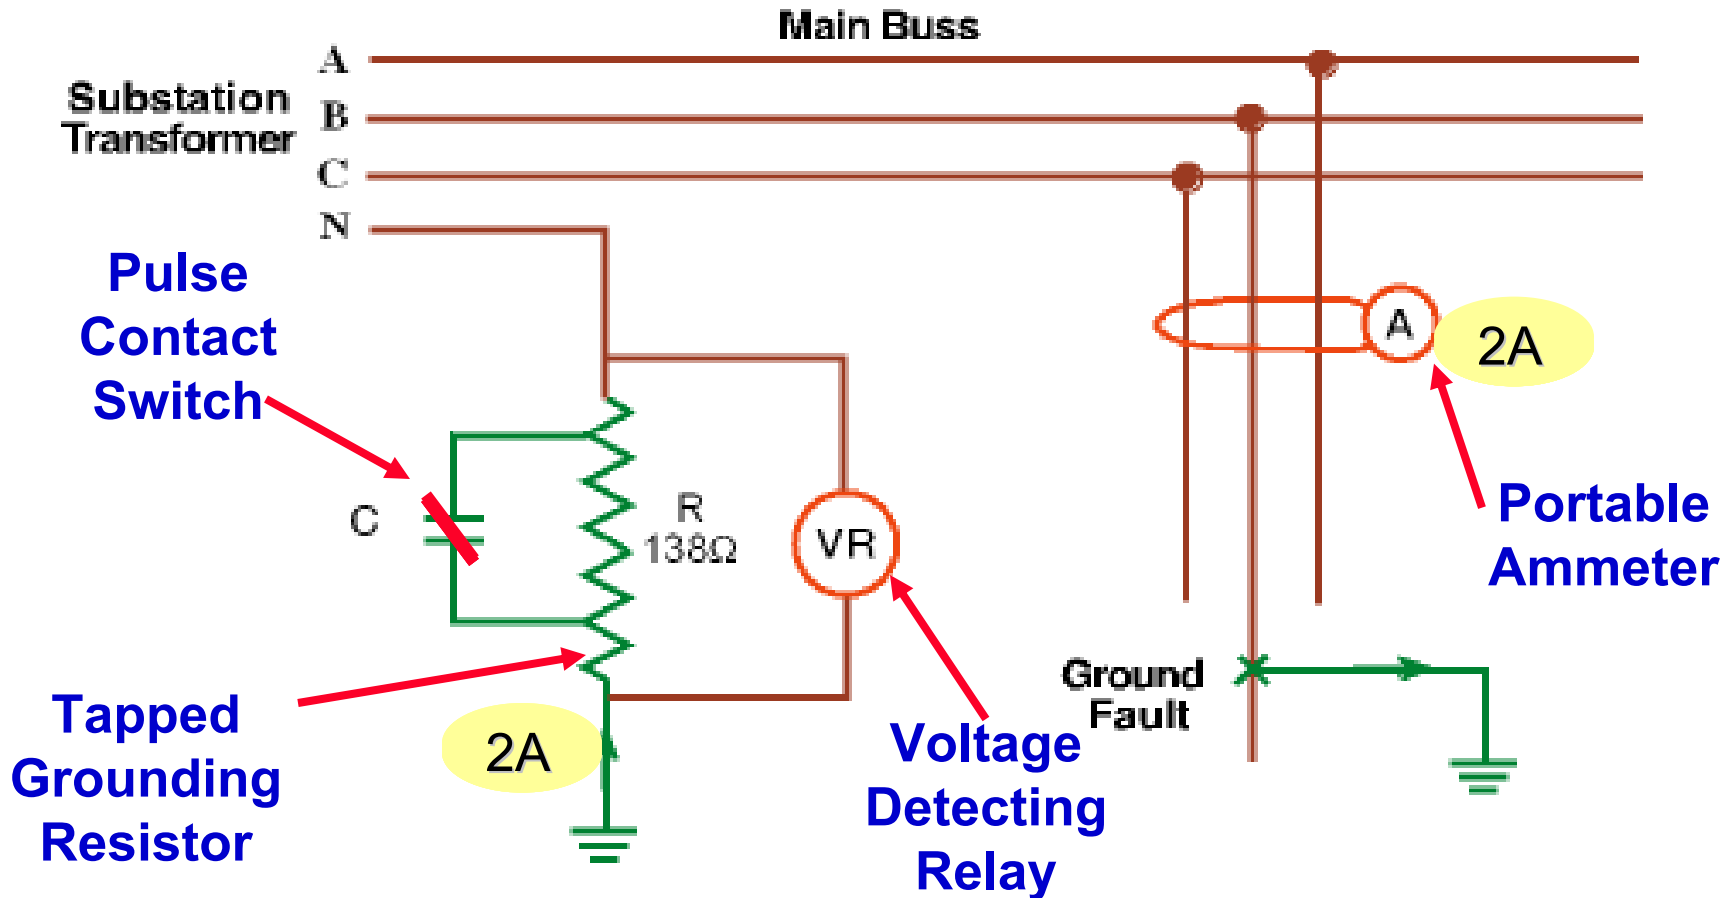 Main Buss
A
Substation
Transformer
B
C
N
Pulse
Contact
Switch
A
2A
Portable
Ammeter
C
R
138Ω
VR
Ground
Fault
Tapped
Grounding
Resistor
2A
Voltage
Detecting
Relay